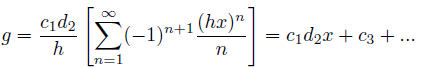 g = \frac{c_1 d_2}{h} \left[ \sum_{n=1}^{\infty} (-1)^{n+1} \frac{(hx)^n}{n} \right] = c_1 d_2 x + c_3 + ...